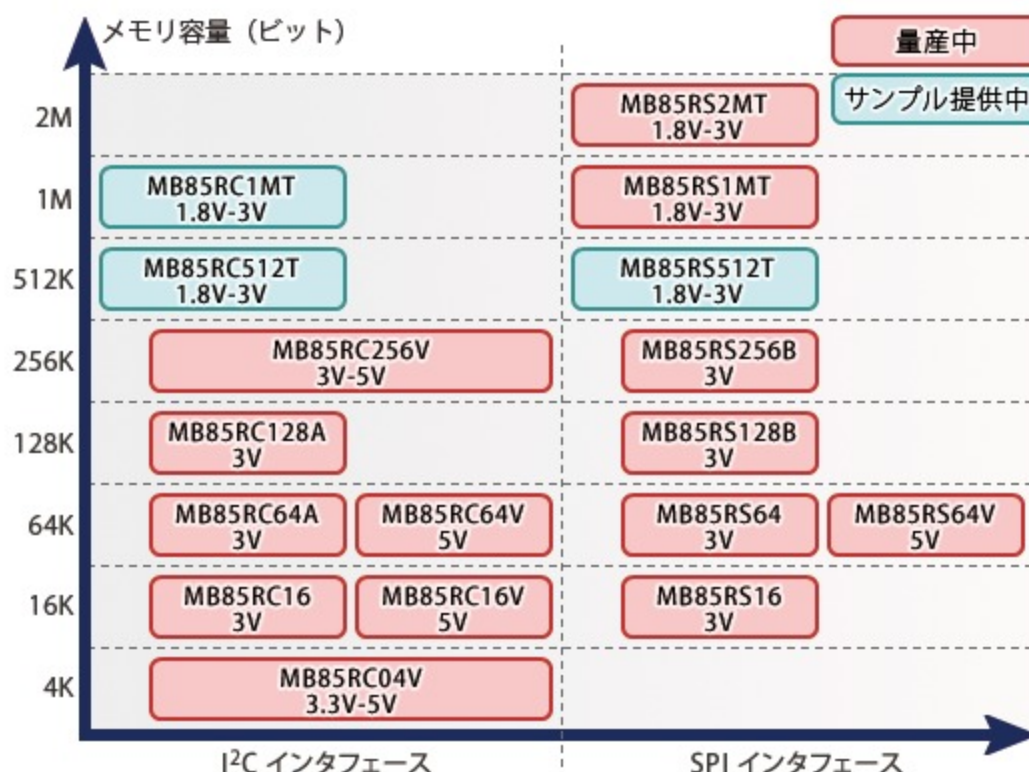 メモリ容量（ビット）
量産中
サンプル提供中
2M
MB85RS2MT
1.8V-3V
1M
MB85RC1MT
1.8V-3V
MB85RS1MT
1.8V-3V
512K
MB85RC512T
1.8V-3V
MB85RS512T
1.8V-3V
256K
MB85RC256V
3V-5V
MB85RS256B
3V
128K
MB85RC128A
3V
MB85RS128B
3V
64K
MB85RC64A
3V
MB85RC64V
5V
MB85RS64
3V
MB85RS64V
5V
16K
MB85RC16
3V
MB85RC16V
5V
MB85RS16
3V
4K
MB85RC04V
3.3V-5V
I²C インタフェース
SPI インタフェース